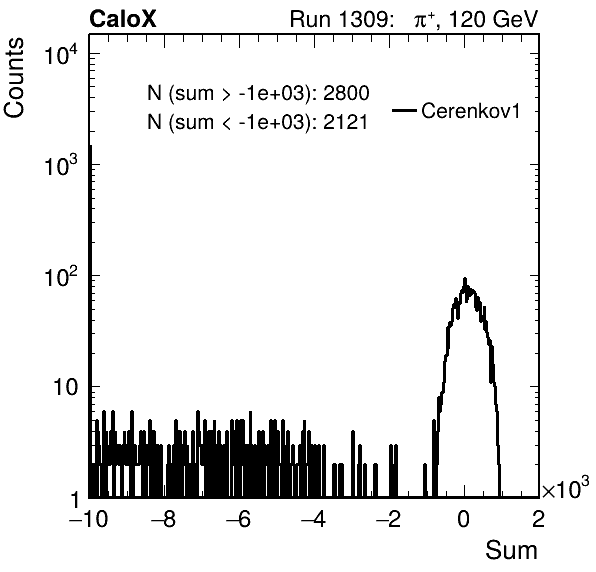 CaloX Run 1309: π⁺, 120 GeV
Counts
10⁴
N (sum > -1e+03): 2800
N (sum < -1e+03): 2121
Cerenkov1
10³
10²
10
1
−10 −8 −6 −4 −2 0 2
×10³
Sum